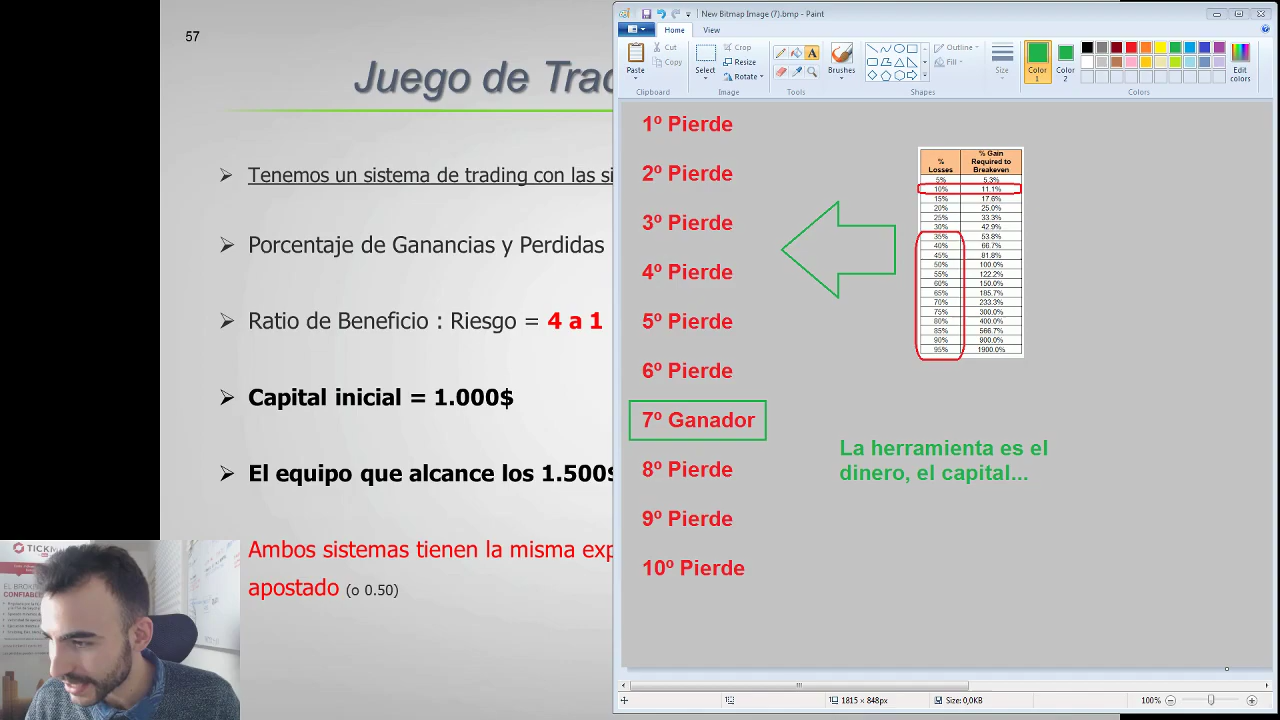 57
Juego de Trad
Tenemos un sistema de trading con las si
Porcentaje de Ganancias y Perdidas
Ratio de Beneficio : Riesgo = 4 a 1
Capital inicial = 1.000$
El equipo que alcance los 1.500$
Ambos sistemas tienen la misma exp
apostado (o 0.50)
TICKM
EL BROK
CONFIABLE
New Bitmap Image (7).bmp - Paint
Home
View
Paste
Cut
Copy
Clipboard
Select
Crop
Resize
Rotate
Image
Tools
Brushes
Shapes
Outline
Fill
Size
Color
1
Color
Edit
colors
Colors
1º Pierde
2º Pierde
3º Pierde
4º Pierde
5º Pierde
6º Pierde
7º Ganador
8º Pierde
9º Pierde
10º Pierde
% Losses
% Gain Required to Breakeven
5% 5.3%
10% 11.1%
15% 17.6%
20% 25.0%
25% 33.3%
30% 42.9%
35% 53.8%
40% 66.7%
45% 81.8%
50% 100.0%
55% 122.2%
60% 150.0%
65% 185.7%
70% 233.3%
75% 300.0%
80% 400.0%
85% 566.7%
90% 900.0%
95% 1900.0%
La herramienta es el
dinero, el capital...
1815 × 848px
Size: 0,0KB
100%